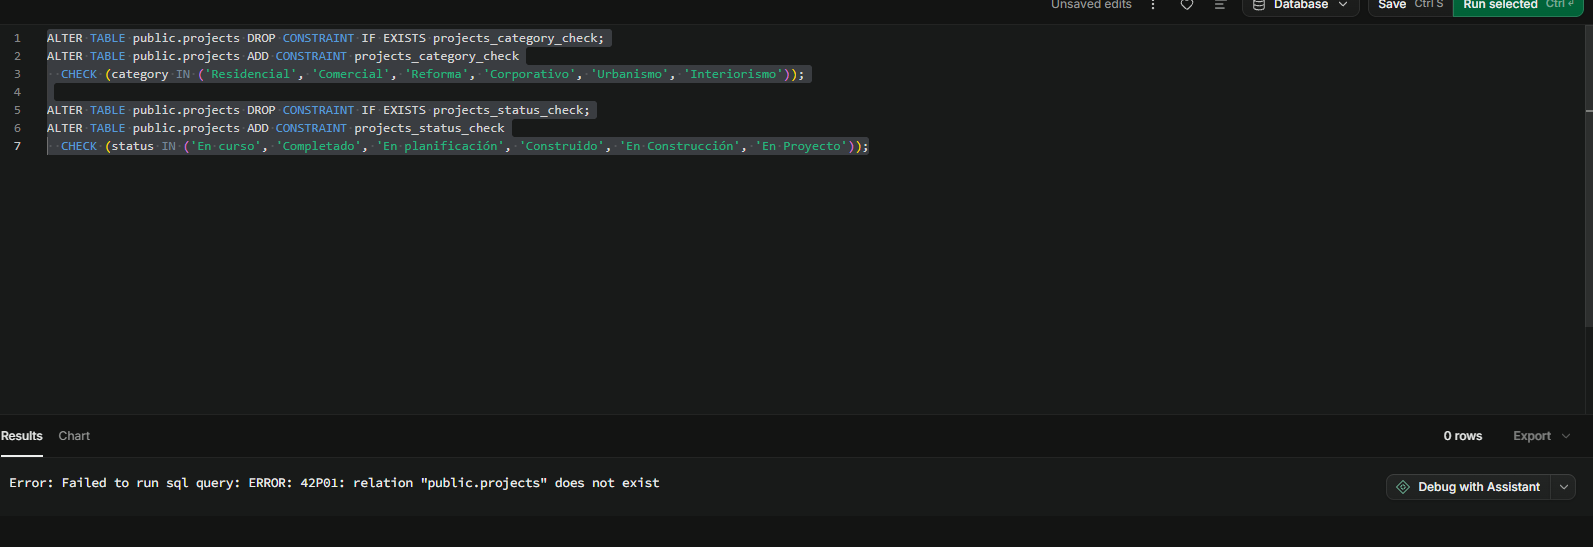 Unsaved edits Database Save Ctrl S Run selected Ctrl ↵
1 ALTER TABLE public.projects DROP CONSTRAINT IF EXISTS projects_category_check;
2 ALTER TABLE public.projects ADD CONSTRAINT projects_category_check
3 CHECK (category IN ('Residencial', 'Comercial', 'Reforma', 'Corporativo', 'Urbanismo', 'Interiorismo'));
4
5 ALTER TABLE public.projects DROP CONSTRAINT IF EXISTS projects_status_check;
6 ALTER TABLE public.projects ADD CONSTRAINT projects_status_check
7 CHECK (status IN ('En curso', 'Completado', 'En planificación', 'Construido', 'En Construcción', 'En Proyecto'));
Results Chart 0 rows Export
Error: Failed to run sql query: ERROR: 42P01: relation "public.projects" does not exist
Debug with Assistant